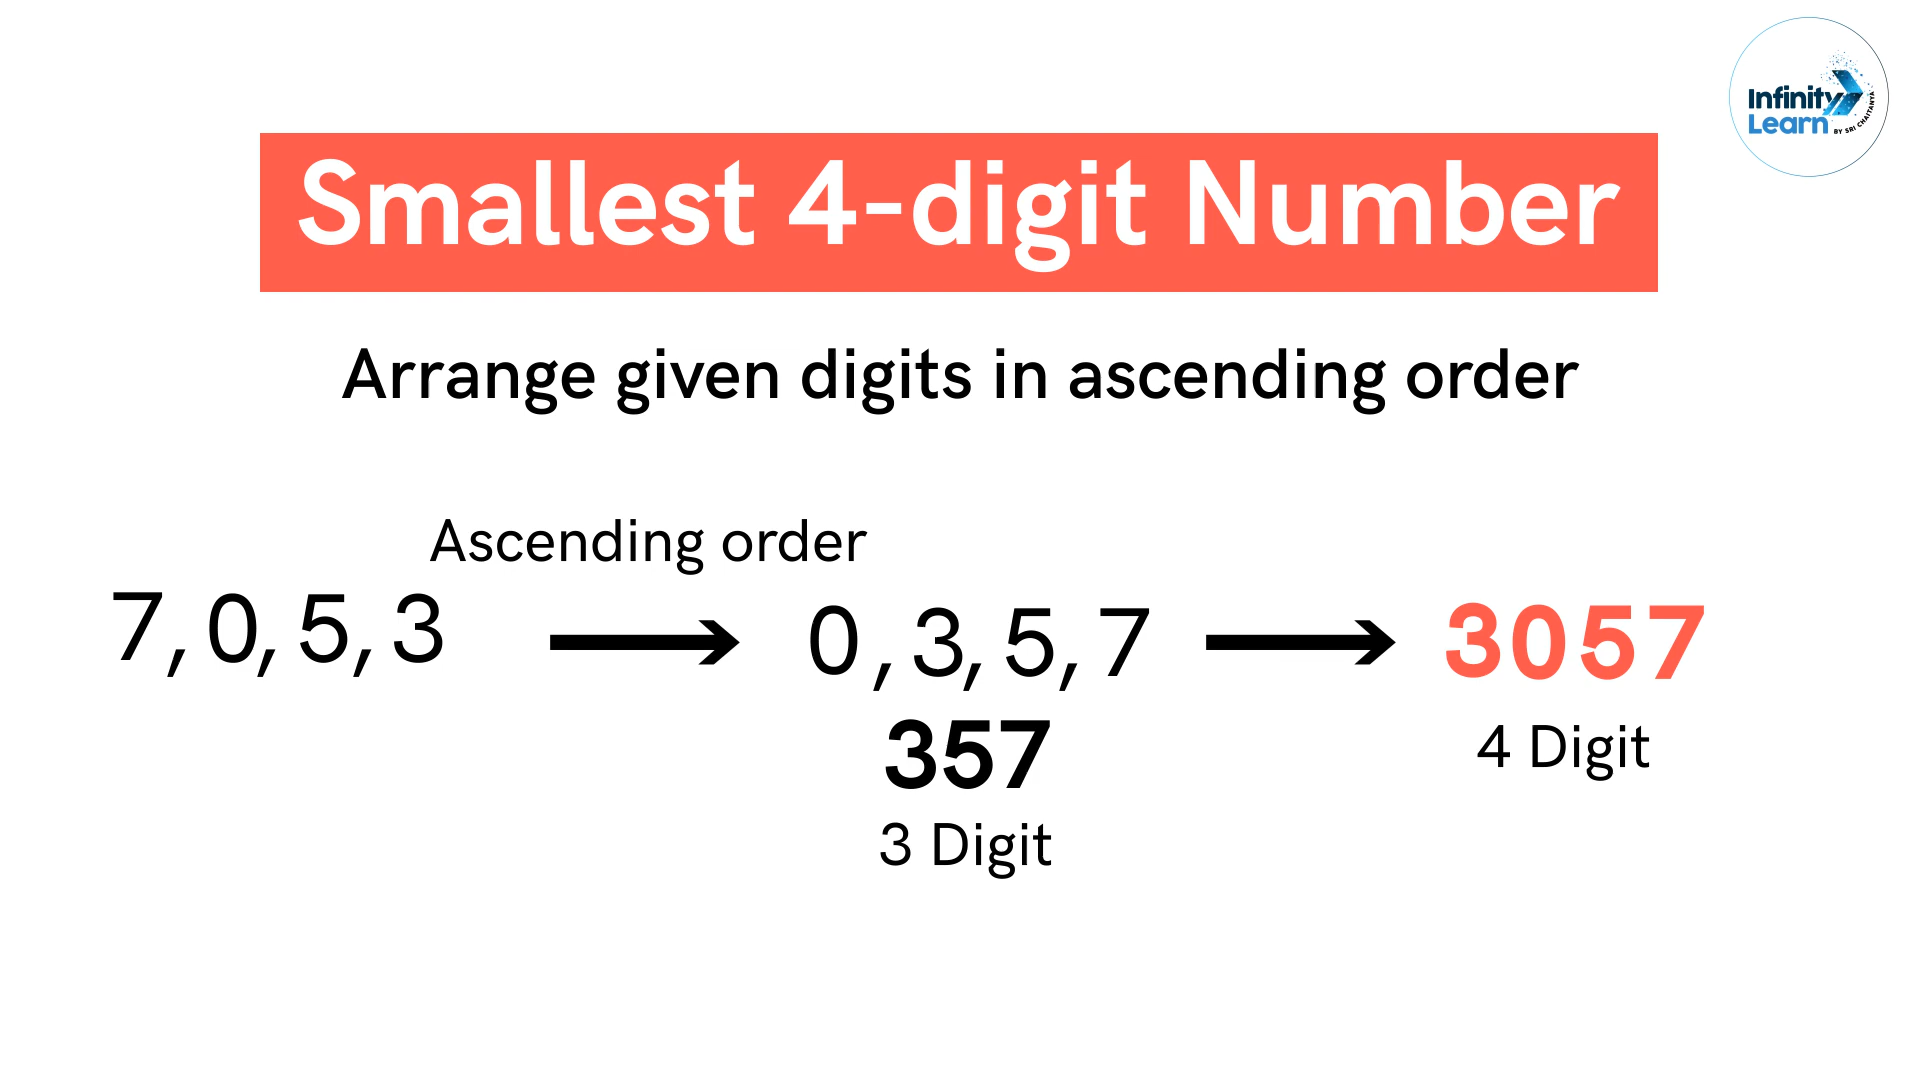 Infinity
Learn
BY SRI CHAITANYA
Smallest 4-digit Number
Arrange given digits in ascending order
Ascending order
7, 0, 5, 3 → 0, 3, 5, 7 → 3057
357
4 Digit
3 Digit